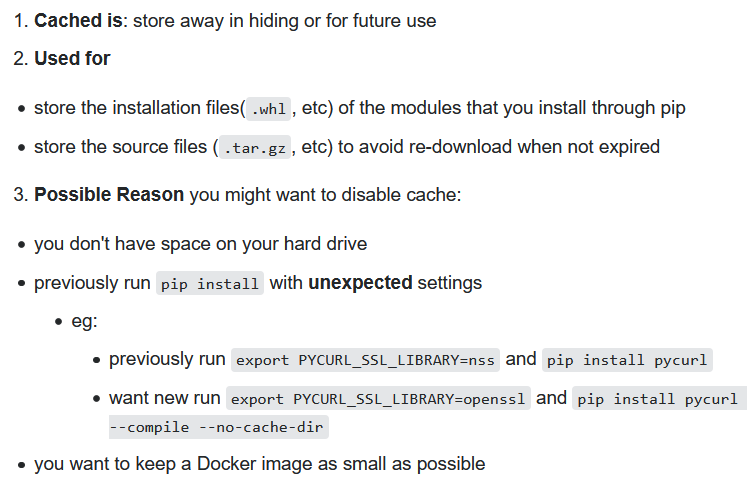 1. Cached is: store away in hiding or for future use
2. Used for
• store the installation files( .whl , etc) of the modules that you install through pip
• store the source files ( .tar.gz , etc) to avoid re-download when not expired
3. Possible Reason you might want to disable cache:
• you don't have space on your hard drive
• previously run pip install with unexpected settings
• eg:
• previously run export PYCURL_SSL_LIBRARY=nss and pip install pycurl
• want new run export PYCURL_SSL_LIBRARY=openssl and pip install pycurl
--compile --no-cache-dir
• you want to keep a Docker image as small as possible